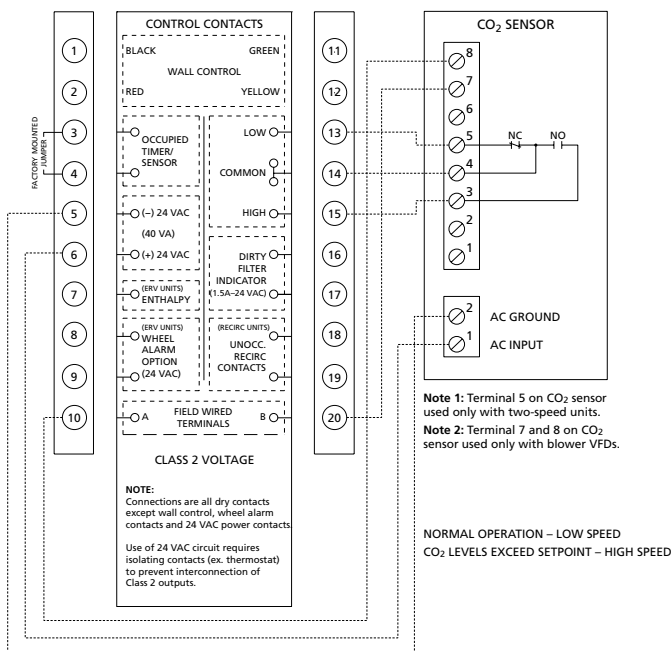 CONTROL CONTACTS
BLACK GREEN
WALL CONTROL
RED YELLOW
FACTORY MOUNTED
JUMPER
1
2
3
4
5
6
7
8
9
10
OCCUPIED
TIMER/
SENSOR
(−) 24 VAC
(40 VA)
(+) 24 VAC
(ERV UNITS)
ENTHALPY
(ERV UNITS)
WHEEL
ALARM
OPTION
(24 VAC)
LOW
COMMON
HIGH
DIRTY
FILTER
INDICATOR
(1.5A–24 VAC)
(RECIRC UNITS)
UNOCC.
RECIRC
CONTACTS
A FIELD WIRED B
TERMINALS
CLASS 2 VOLTAGE
NOTE:
Connections are all dry contacts
except wall control, wheel alarm
contacts and 24 VAC power contacts.
Use of 24 VAC circuit requires
isolating contacts (ex. thermostat)
to prevent interconnection of
Class 2 outputs.
11
12
13
14
15
16
17
18
19
20
CO2 SENSOR
8
7
6
5
4
3
2
1
NC NO
2 AC GROUND
1 AC INPUT
Note 1: Terminal 5 on CO2 sensor
used only with two-speed units.
Note 2: Terminal 7 and 8 on CO2
sensor used only with blower VFDs.
NORMAL OPERATION – LOW SPEED
CO2 LEVELS EXCEED SETPOINT – HIGH SPEED